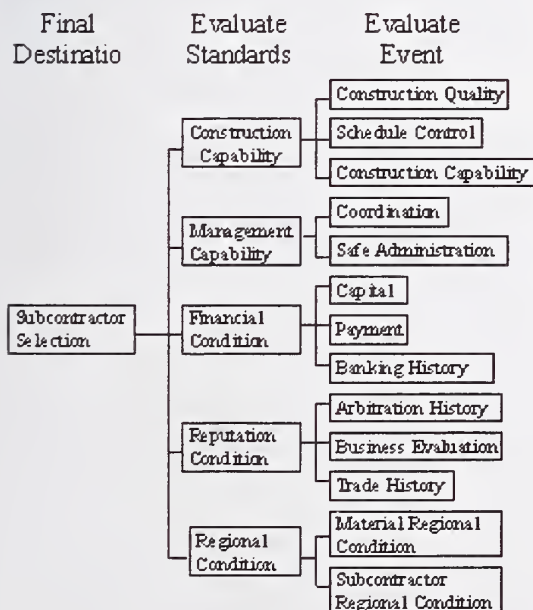 Final
Destinatio
Evaluate
Standards
Evaluate
Event
Subcontractor
Selection
Construction
Capability
Construction Quality
Schedule Control
Construction Capability
Management
Capability
Coordination
Safe Administration
Financial
Condition
Capital
Payment
Banking History
Reputation
Condition
Arbitration History
Business Evaluation
Trade History
Regional
Condition
Material Regional
Condition
Subcontractor
Regional Condition